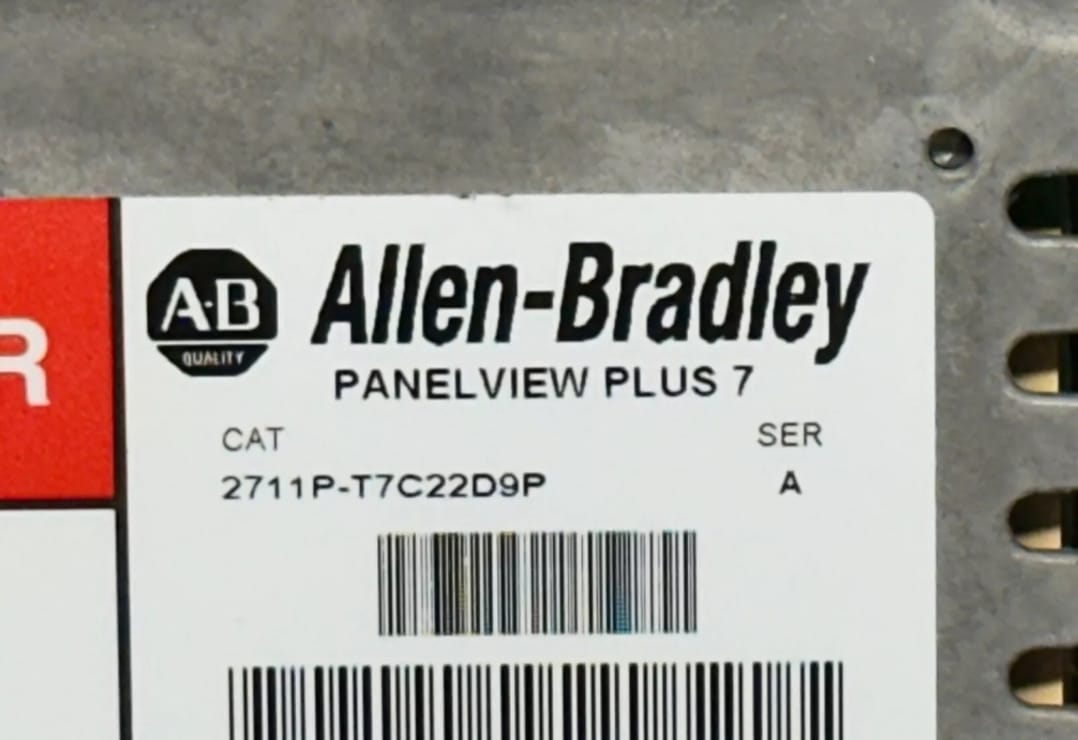 R
A-B
QUALITY
Allen-Bradley
PANELVIEW PLUS 7
CAT
SER
2711P-T7C22D9P
A